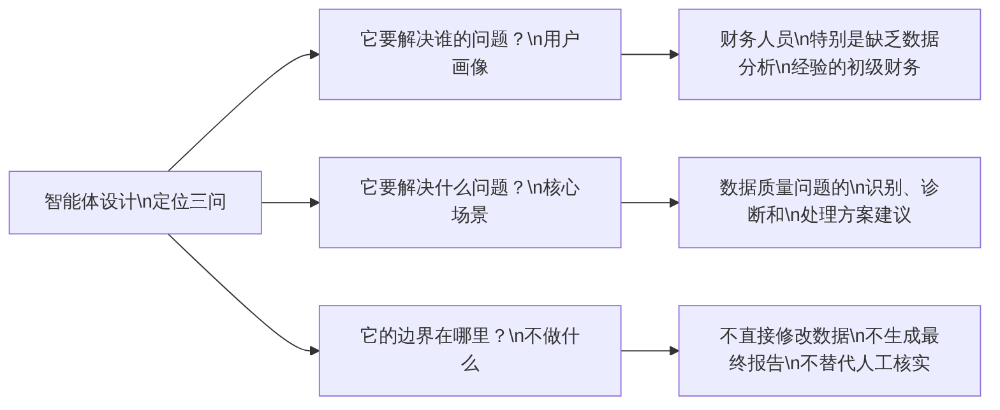 智能体设计\n定位三问
它要解决谁的问题？\n用户
画像
财务人员\n特别是缺乏数据
分析\n经验的初级财务
它要解决什么问题？\n核心
场景
数据质量问题的\n识别、诊
断和\n处理方案建议
它的边界在哪里？\n不做什
么
不直接修改数据\n不生成最
终报告\n不替代人工核实